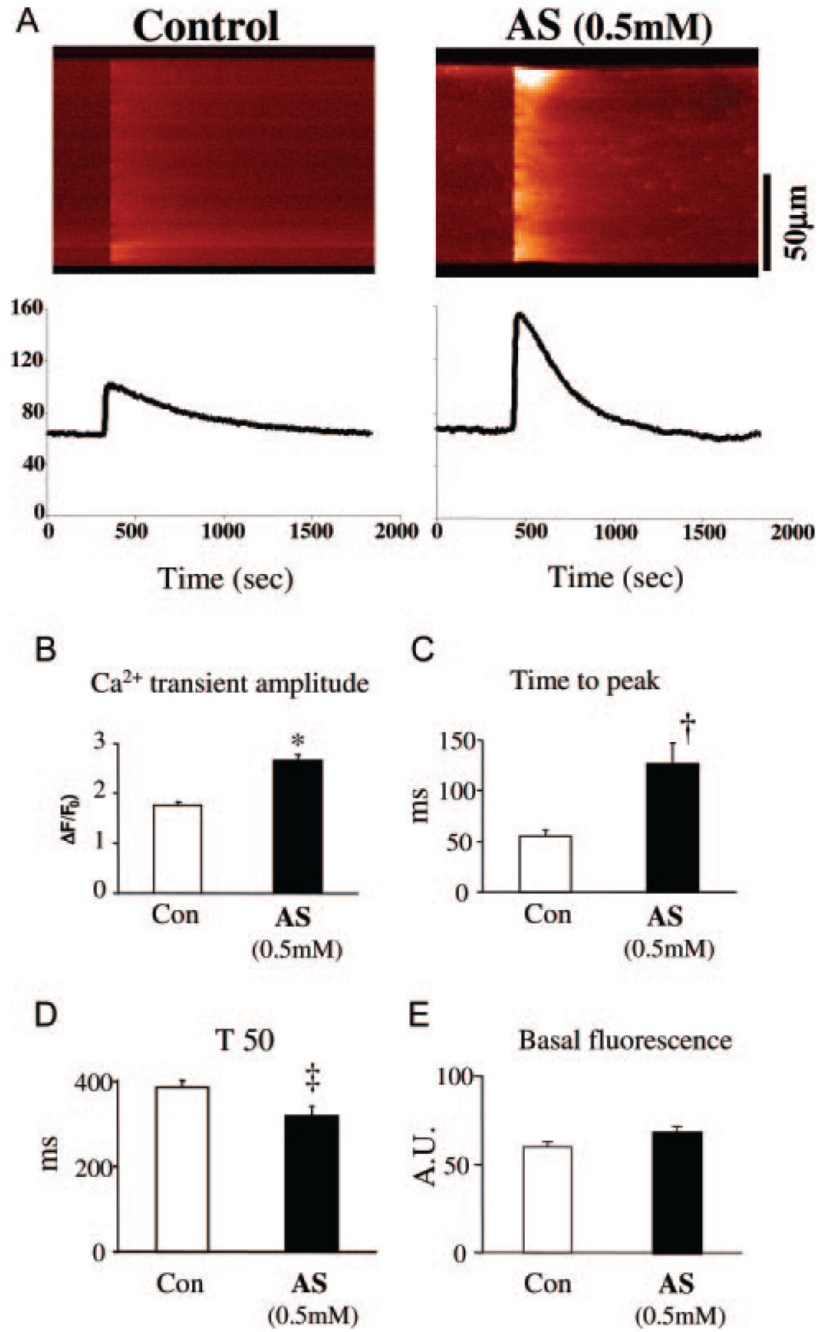 A
Control
AS (0.5mM)
50μm
160
120
80
40
0
0 500 1000 1500 2000
0 500 1000 1500 2000
Time (sec)
Time (sec)
B
Ca²⁺ transient amplitude
3
2
1
0
ΔF/F₀)
*
Con
AS
(0.5mM)
C
Time to peak
150
100
50
0
ms
†
Con
AS
(0.5mM)
D
T 50
400
200
0
ms
‡
Con
AS
(0.5mM)
E
Basal fluorescence
100
50
0
A.U.
Con
AS
(0.5mM)